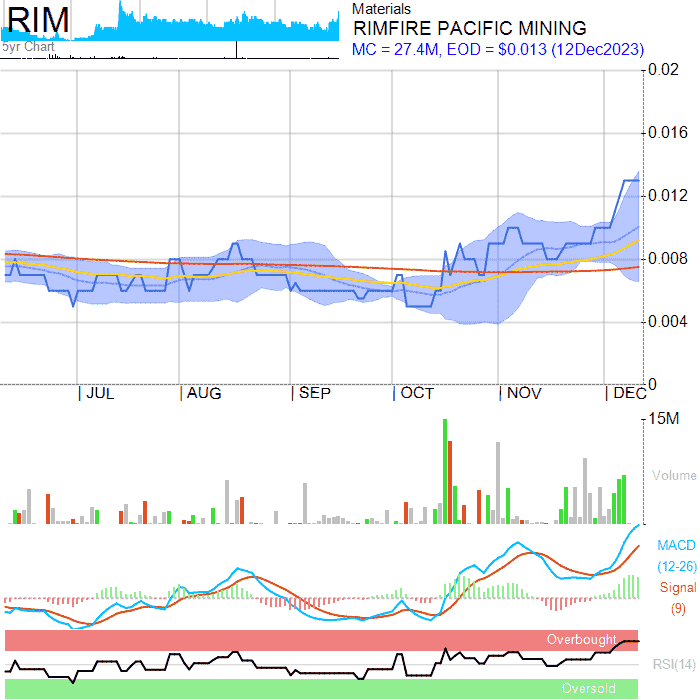 RIM
5yr Chart
Materials
RIMFIRE PACIFIC MINING
MC = 27.4M, EOD = $0.013 (12Dec2023)
0.02
0.016
0.012
0.008
0.004
0
JUL AUG SEP OCT NOV DEC
15M
Volume
MACD
(12-26)
Signal
(9)
Overbought
RSI(14)
Oversold